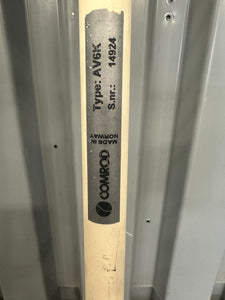 COMROD
MADE IN
NORWAY
Type: AV6K
S.nr.: 14924